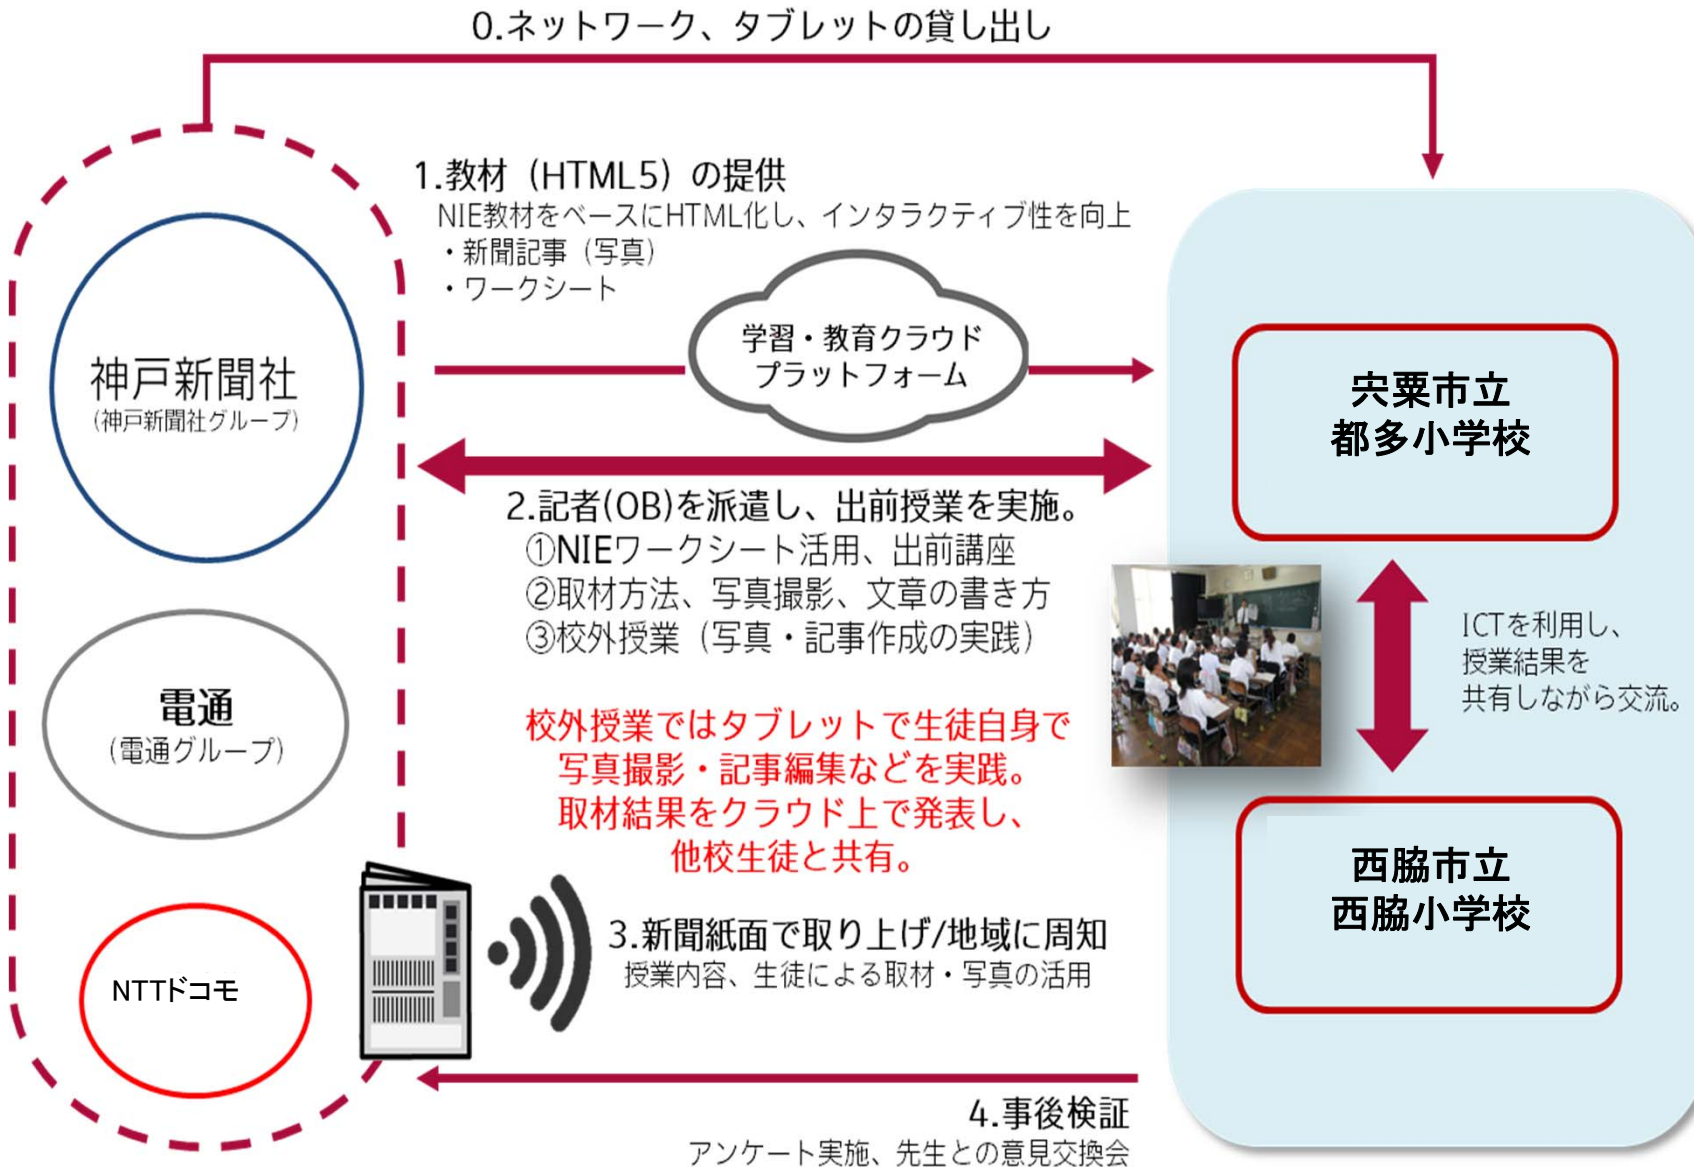 0.ネットワーク、タブレットの貸し出し
1.教材（HTML5）の提供
NIE教材をベースにHTML化し、インタラクティブ性を向上
・新聞記事（写真）
・ワークシート
学習・教育クラウド
プラットフォーム
神戸新聞社
(神戸新聞社グループ)
電通
(電通グループ)
NTTドコモ
2.記者(OB)を派遣し、出前授業を実施。
①NIEワークシート活用、出前講座
②取材方法、写真撮影、文章の書き方
③校外授業（写真・記事作成の実践）
校外授業ではタブレットで生徒自身で
写真撮影・記事編集などを実践。
取材結果をクラウド上で発表し、
他校生徒と共有。
3.新聞紙面で取り上げ/地域に周知
授業内容、生徒による取材・写真の活用
4.事後検証
アンケート実施、先生との意見交換会
宍粟市立
都多小学校
ICTを利用し、
授業結果を
共有しながら交流。
西脇市立
西脇小学校